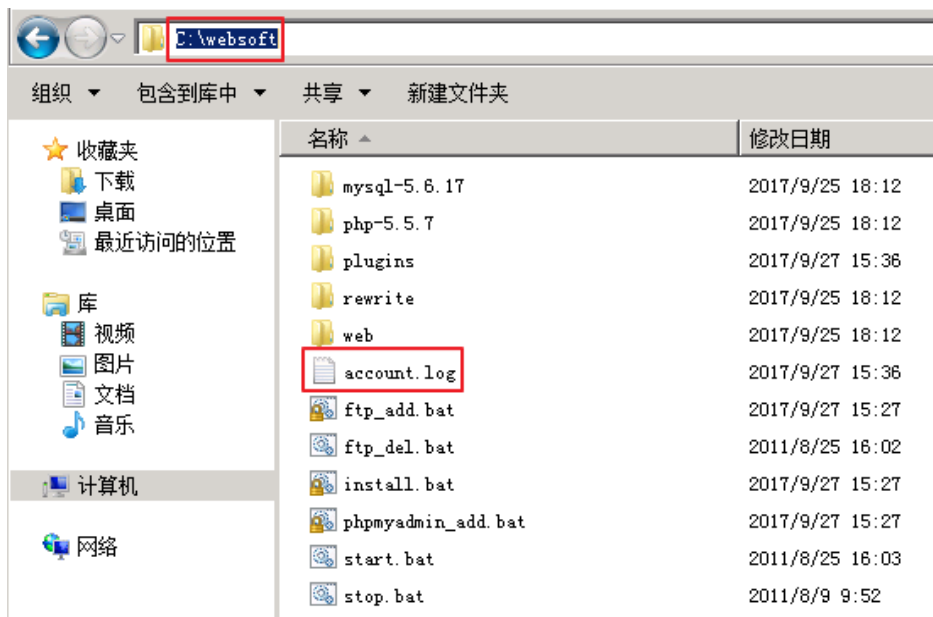 C:\websoft
组织 包含到库中 共享 新建文件夹
收藏夹
下载
桌面
最近访问的位置
库
视频
图片
文档
音乐
计算机
网络
名称 修改日期
mysql-5.6.17 2017/9/25 18:12
php-5.5.7 2017/9/25 18:12
plugins 2017/9/27 15:36
rewrite 2017/9/25 18:12
web 2017/9/25 18:12
account.log 2017/9/27 15:36
ftp_add.bat 2017/9/27 15:27
ftp_del.bat 2011/8/25 16:02
install.bat 2017/9/27 15:27
phpmyadmin_add.bat 2017/9/27 15:27
start.bat 2011/8/25 16:03
stop.bat 2011/8/9 9:52